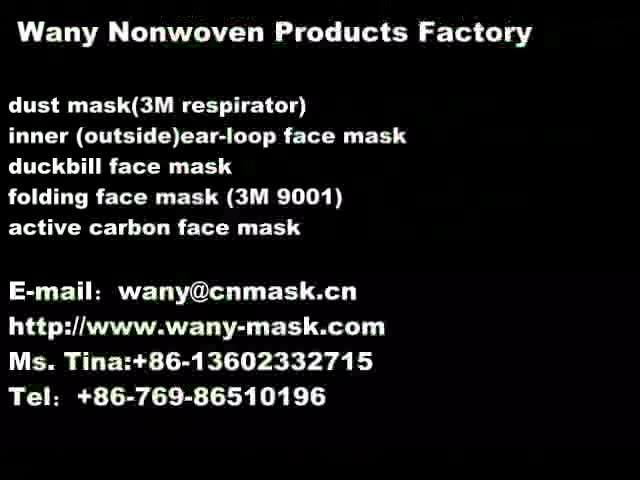 Wany Nonwoven Products Factory
dust mask(3M respirator)
inner (outside)ear-loop face mask
duckbill face mask
folding face mask (3M 9001)
active carbon face mask
E-mail：wany@cnmask.cn
http://www.wany-mask.com
Ms. Tina:+86-13602332715
Tel：+86-769-86510196